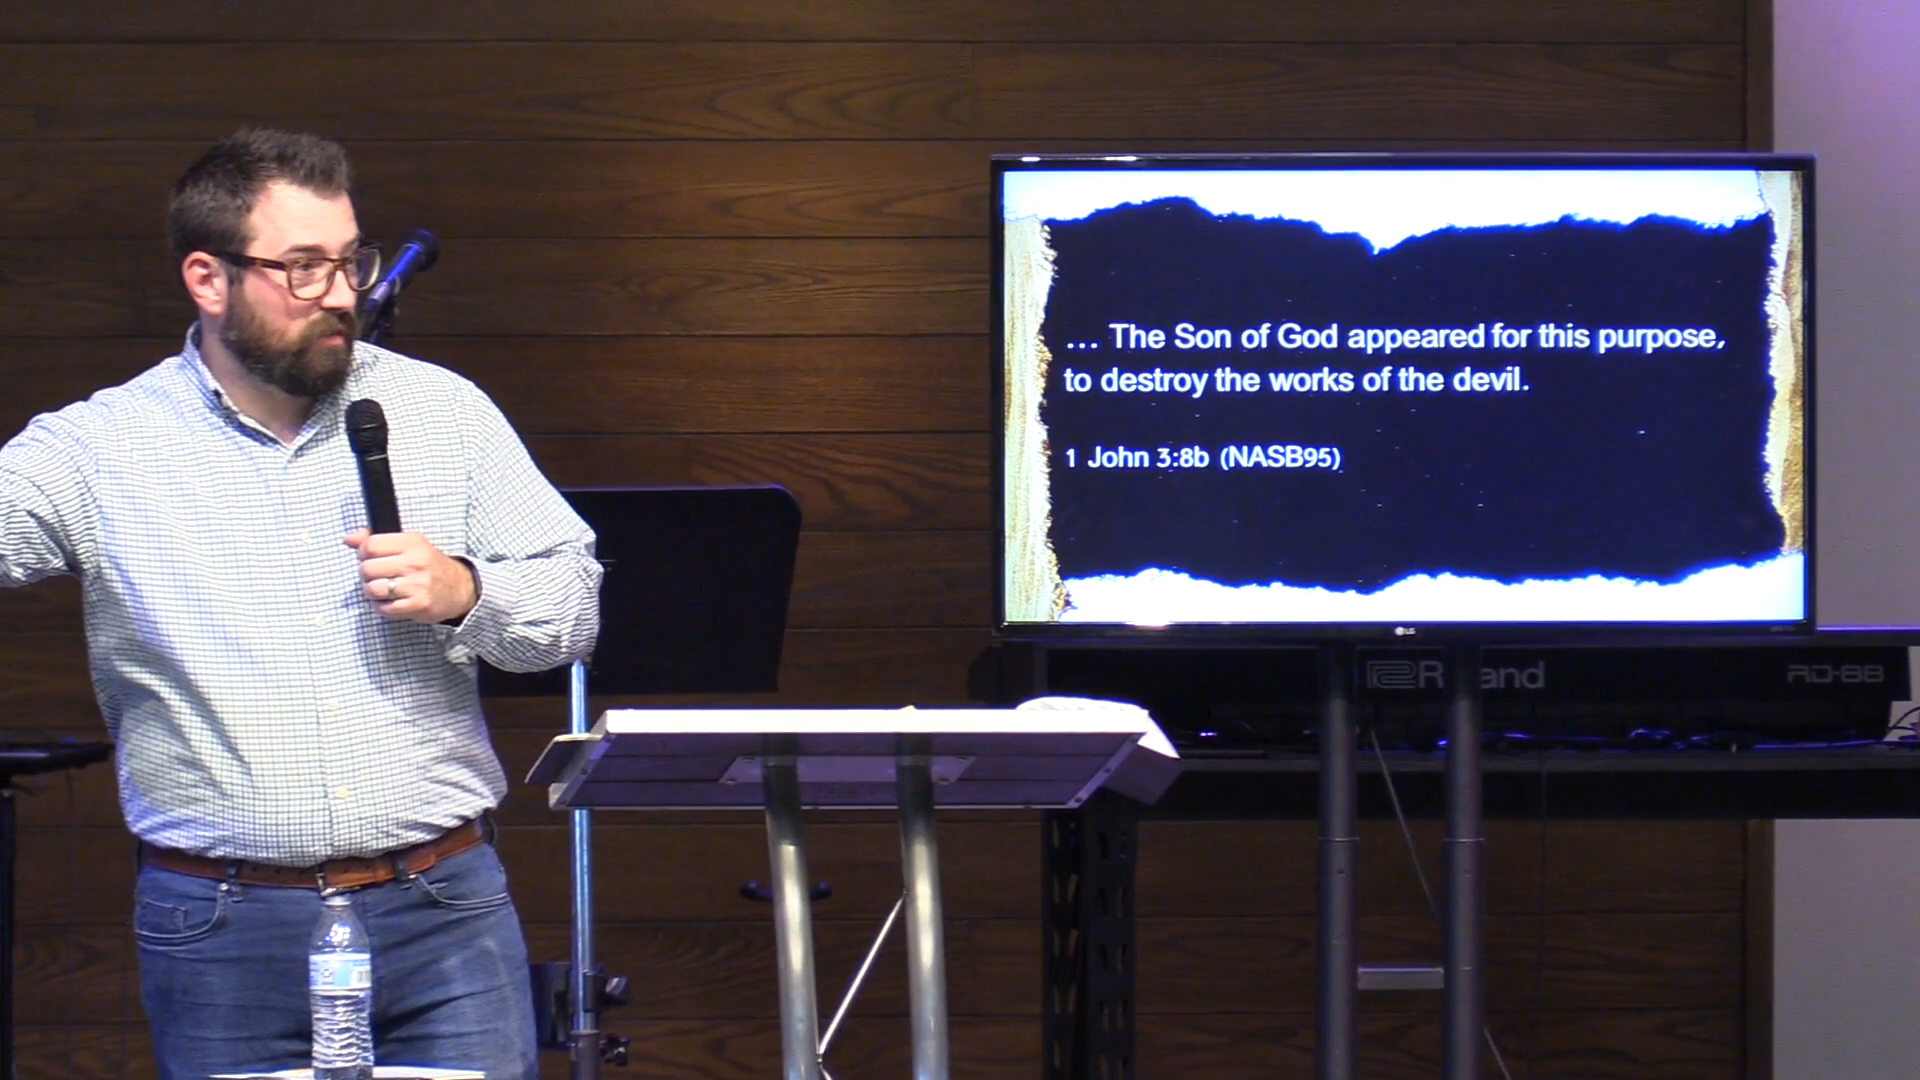 ... The Son of God appeared for this purpose,
to destroy the works of the devil.
1 John 3:8b (NASB95)
LG
Roland
RD-88